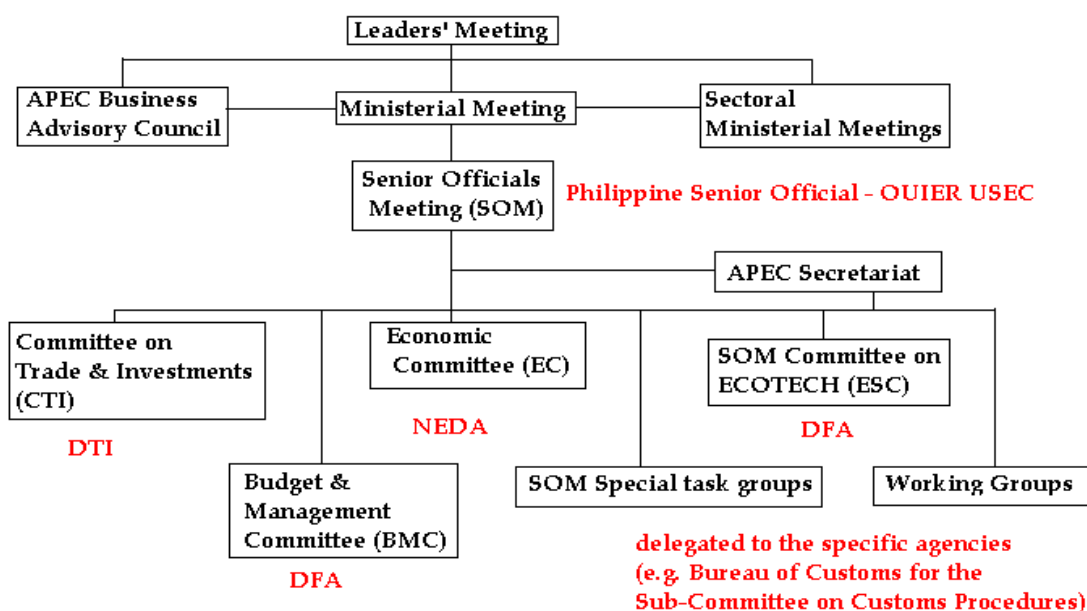 Leaders' Meeting
APEC Business
Advisory Council
Ministerial Meeting
Sectoral
Ministerial Meetings
Senior Officials
Meeting (SOM)
Philippine Senior Official - OUIER USEC
APEC Secretariat
Committee on
Trade & Investments
(CTI)
DTI
Economic
Committee (EC)
NEDA
SOM Committee on
ECOTECH (ESC)
DFA
Budget &
Management
Committee (BMC)
DFA
SOM Special task groups
Working Groups
delegated to the specific agencies
(e.g. Bureau of Customs for the
Sub-Committee on Customs Procedures)